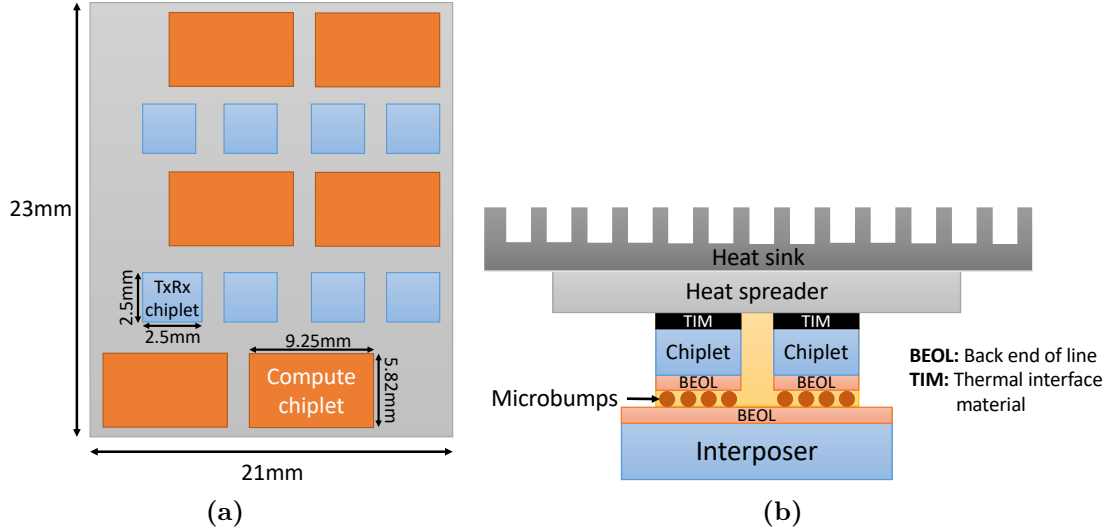 23mm
TxRx
chiplet
2.5mm
2.5mm
9.25mm
Compute
chiplet
5.82mm
21mm
(a)
Heat sink
Heat spreader
TIM
TIM
Chiplet
Chiplet
BEOL
BEOL
Microbumps
BEOL
Interposer
BEOL: Back end of line
TIM: Thermal interface
material
(b)